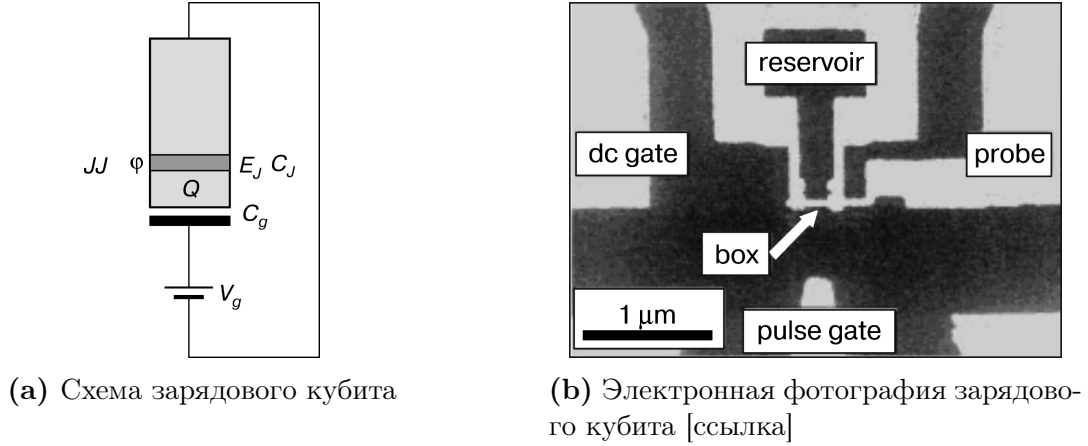 JJ φ E_J C_J
Q
C_g
V_g
reservoir
dc gate
probe
box
1 μm
pulse gate
(a) Схема зарядового кубита
(b) Электронная фотография зарядово-
го кубита [ссылка]